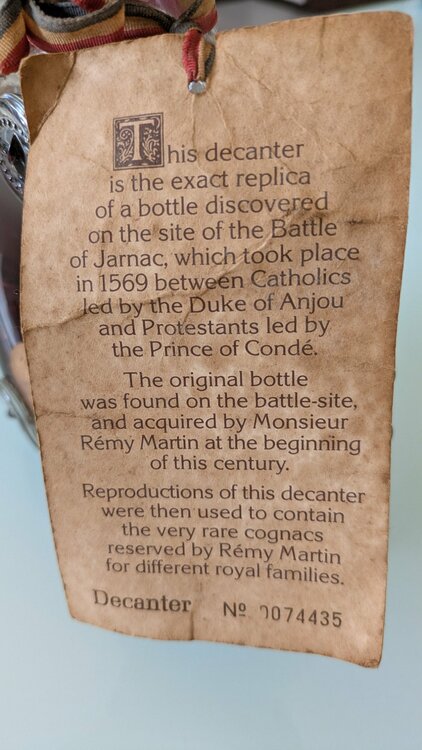 This decanter
is the exact replica
of a bottle discovered
on the site of the Battle
of Jarnac, which took place
in 1569 between Catholics
led by the Duke of Anjou
and Protestants led by
the Prince of Condé.
The original bottle
was found on the battle-site,
and acquired by Monsieur
Rémy Martin at the beginning
of this century.
Reproductions of this decanter
were then used to contain
the very rare cognacs
reserved by Rémy Martin
for different royal families.
Decanter Nº 0074435